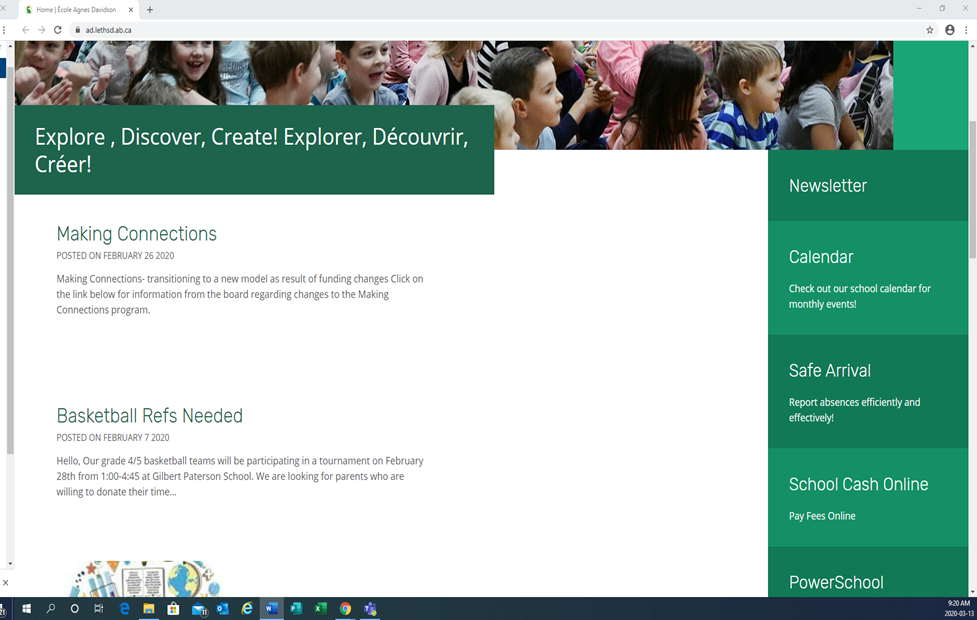 Home | École Agnes Davidson
ad.lethsd.ab.ca
Explore , Discover, Create! Explorer, Découvrir,
Créer!
Making Connections
POSTED ON FEBRUARY 26 2020
Making Connections- transitioning to a new model as result of funding changes Click on
the link below for information from the board regarding changes to the Making
Connections program.
Basketball Refs Needed
POSTED ON FEBRUARY 7 2020
Hello, Our grade 4/5 basketball teams will be participating in a tournament on February
28th from 1:00-4:45 at Gilbert Paterson School. We are looking for parents who are
willing to donate their time...
Newsletter
Calendar
Check out our school calendar for
monthly events!
Safe Arrival
Report absences efficiently and
effectively!
School Cash Online
Pay Fees Online
PowerSchool
9:20 AM
2020-03-13